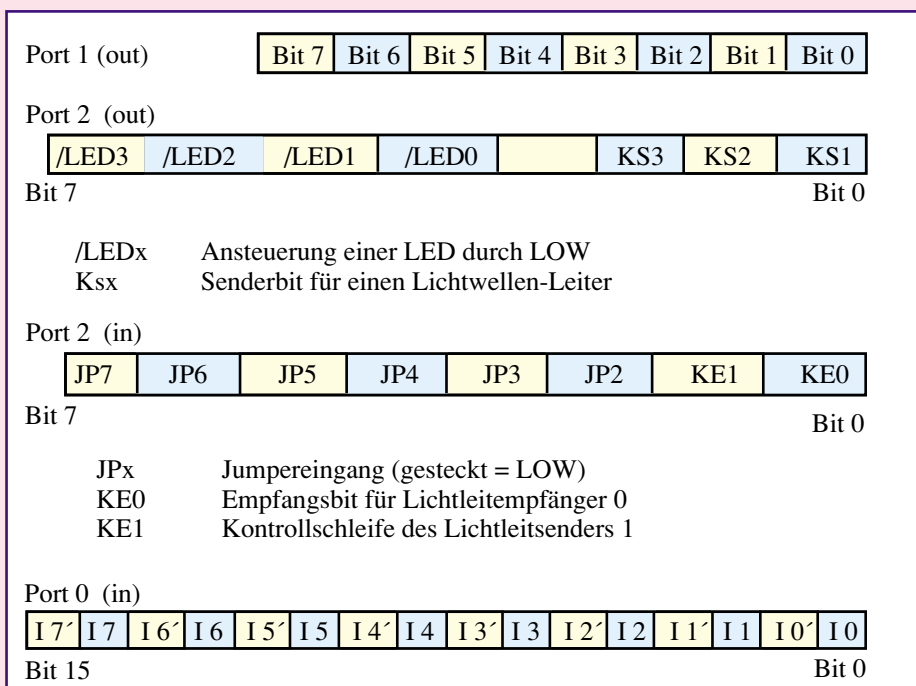 Port 1 (out) Bit 7 Bit 6 Bit 5 Bit 4 Bit 3 Bit 2 Bit 1 Bit 0
Port 2 (out)
/LED3 /LED2 /LED1 /LED0 KS3 KS2 KS1
Bit 7 Bit 0
/LEDx Ansteuerung einer LED durch LOW
Ksx Senderbit für einen Lichtwellen-Leiter
Port 2 (in)
JP7 JP6 JP5 JP4 JP3 JP2 KE1 KE0
Bit 7 Bit 0
JPx Jumpereingang (gesteckt = LOW)
KE0 Empfangsbit für Lichtleitempfänger 0
KE1 Kontrollschleife des Lichtleitsenders 1
Port 0 (in)
I 7´ I 7 I 6´ I 6 I 5´ I 5 I 4´ I 4 I 3´ I 3 I 2´ I 2 I 1´ I 1 I 0´ I 0
Bit 15 Bit 0